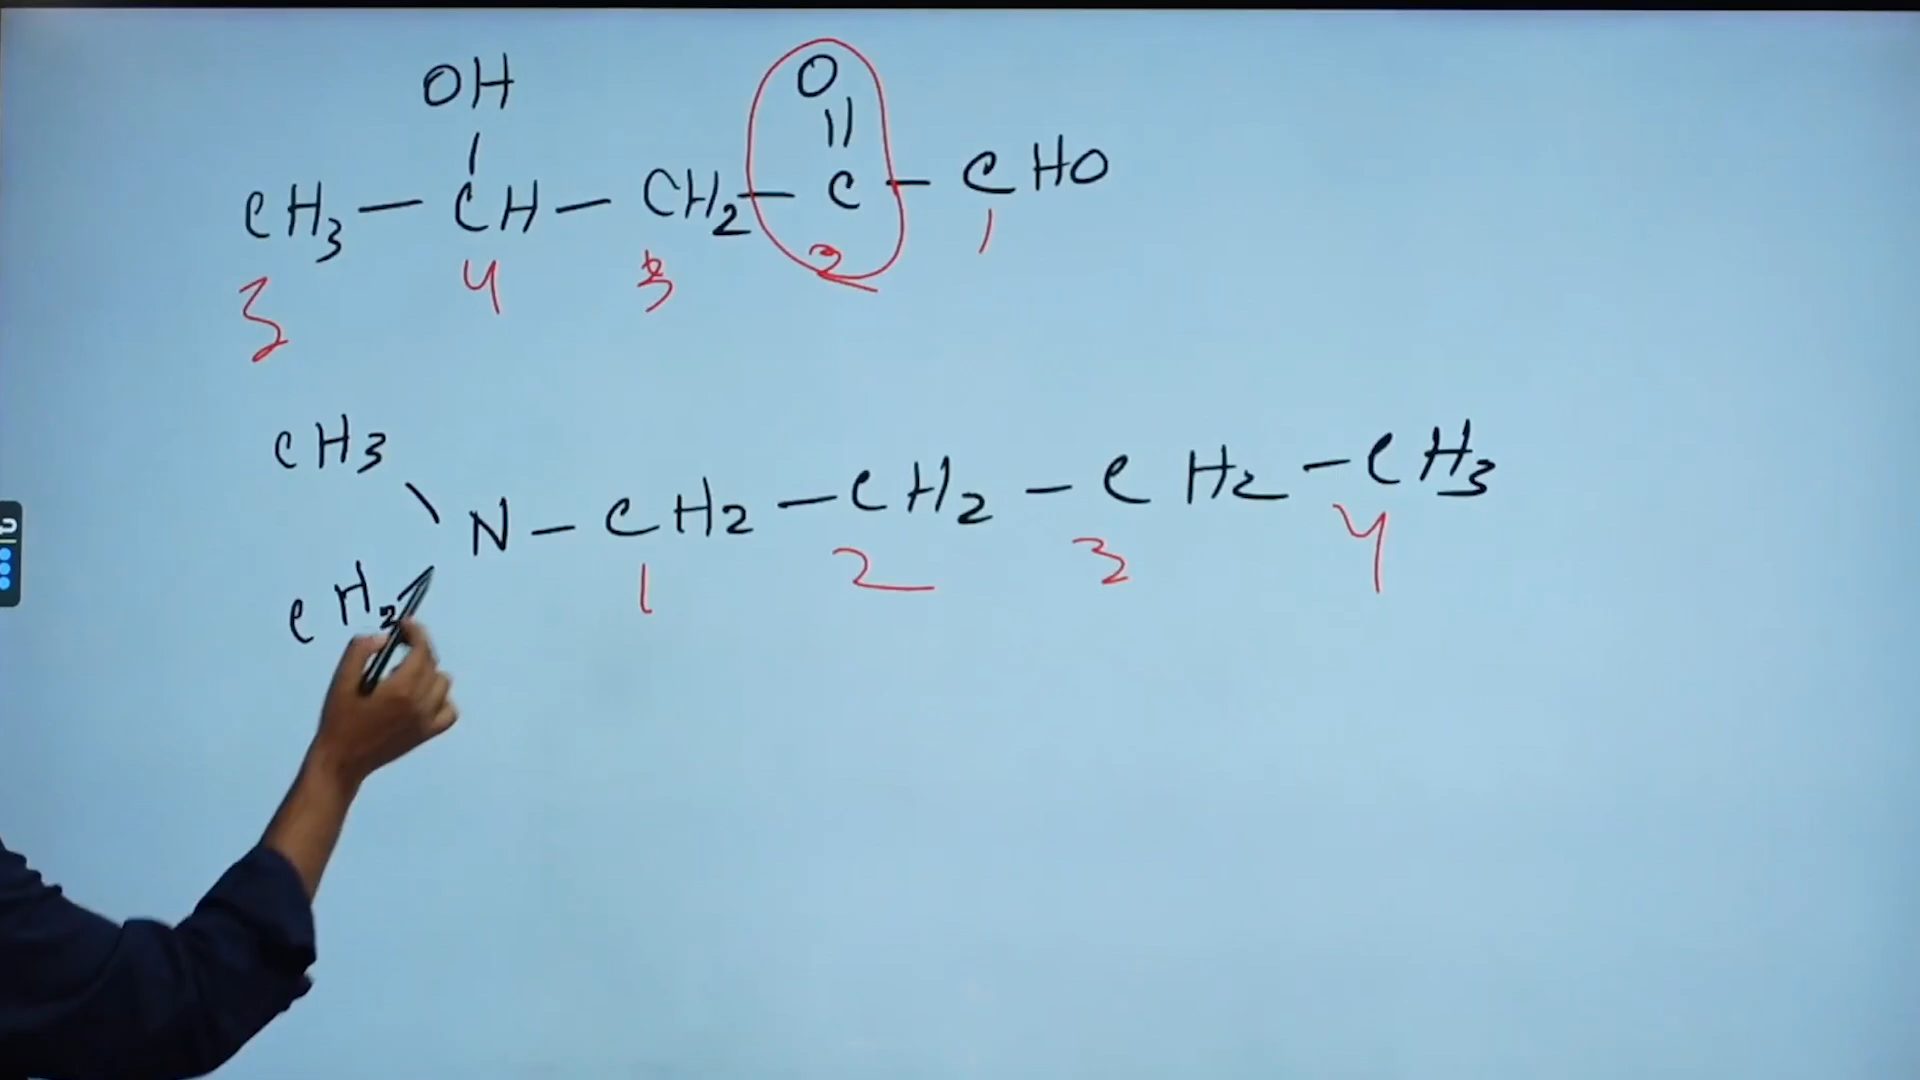 OH O
||
CH3 — CH — CH2 — C — CHO
5 4 3 2 1
CH3
N — CH2 — CH2 — CH2 — CH3
1 2 3 4
CH3